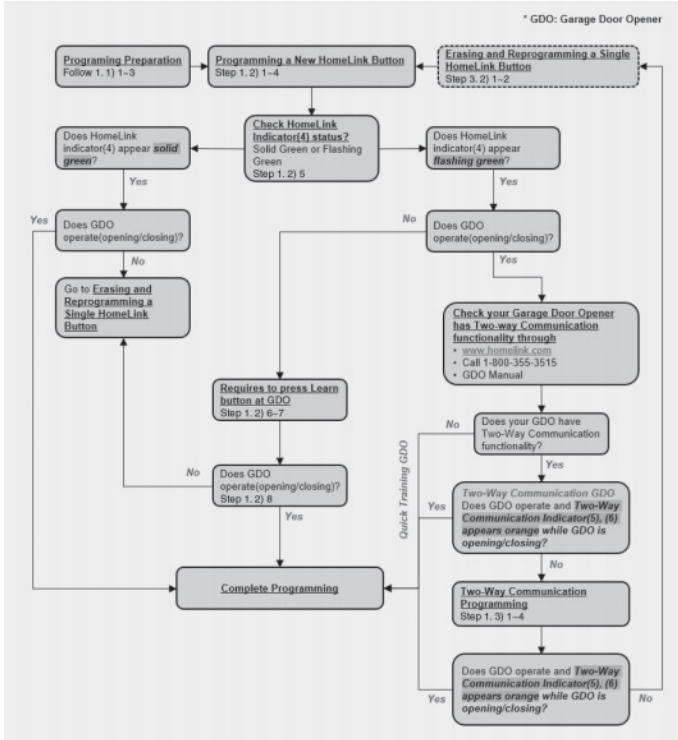 * GDO: Garage Door Opener
Programing Preparation
Follow 1. 1) 1~3
Programming a New HomeLink Button
Step 1. 2) 1~4
Erasing and Reprogramming a Single
HomeLink Button
Step 3. 2) 1~2
Check HomeLink
Indicator(4) status?
Solid Green or Flashing
Green
Step 1. 2) 5
Does HomeLink
indicator(4) appear solid
green?
Does HomeLink
indicator(4) appear
flashing green?
Yes
Yes
Yes
Does GDO
operate(opening/closing)?
No
Does GDO
operate(opening/closing)?
No
Yes
Go to Erasing and
Reprogramming a
Single HomeLink
Button
Check your Garage Door Opener
has Two-way Communication
functionality through
• www.homelink.com
• Call 1-800-355-3515
• GDO Manual
Requires to press Learn
button at GDO
Step 1. 2) 6~7
No
Does your GDO have
Two-Way Communication
functionality?
Yes
Quick Training GDO
No
Does GDO
operate(opening/closing)?
Step 1. 2) 8
Yes
Two-Way Communication GDO
Does GDO operate and Two-Way
Communication Indicator(5), (6)
appears orange while GDO is
opening/closing?
Yes
No
Complete Programming
Two-Way Communication
Programming
Step 1. 3) 1~4
Does GDO operate and Two-Way
Communication Indicator(5), (6)
appears orange while GDO is
opening/closing?
Yes
No